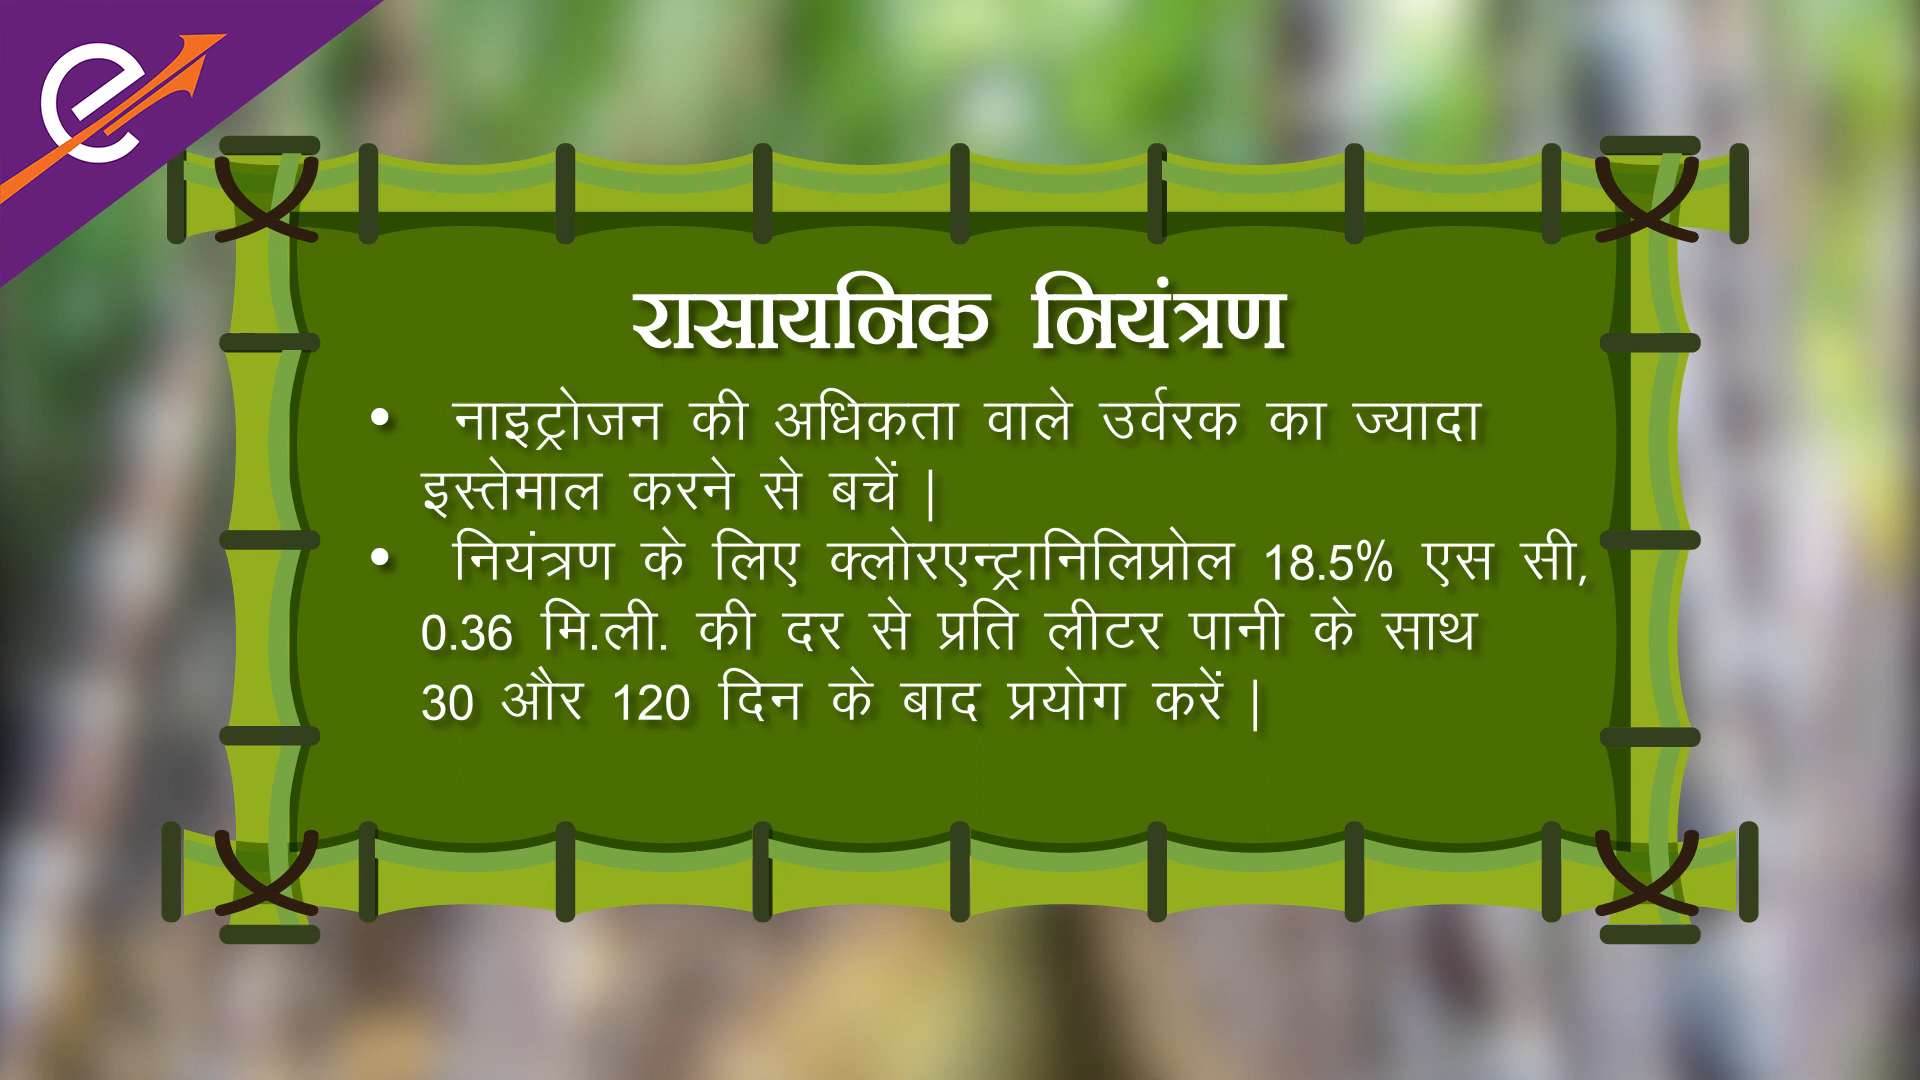 e
रासायनिक नियंत्रण
• नाइट्रोजन की अधिकता वाले उर्वरक का ज्यादा
इस्तेमाल करने से बचें |
• नियंत्रण के लिए क्लोरएन्ट्रानिलिप्रोल 18.5% एस सी,
0.36 मि.ली. की दर से प्रति लीटर पानी के साथ
30 और 120 दिन के बाद प्रयोग करें |